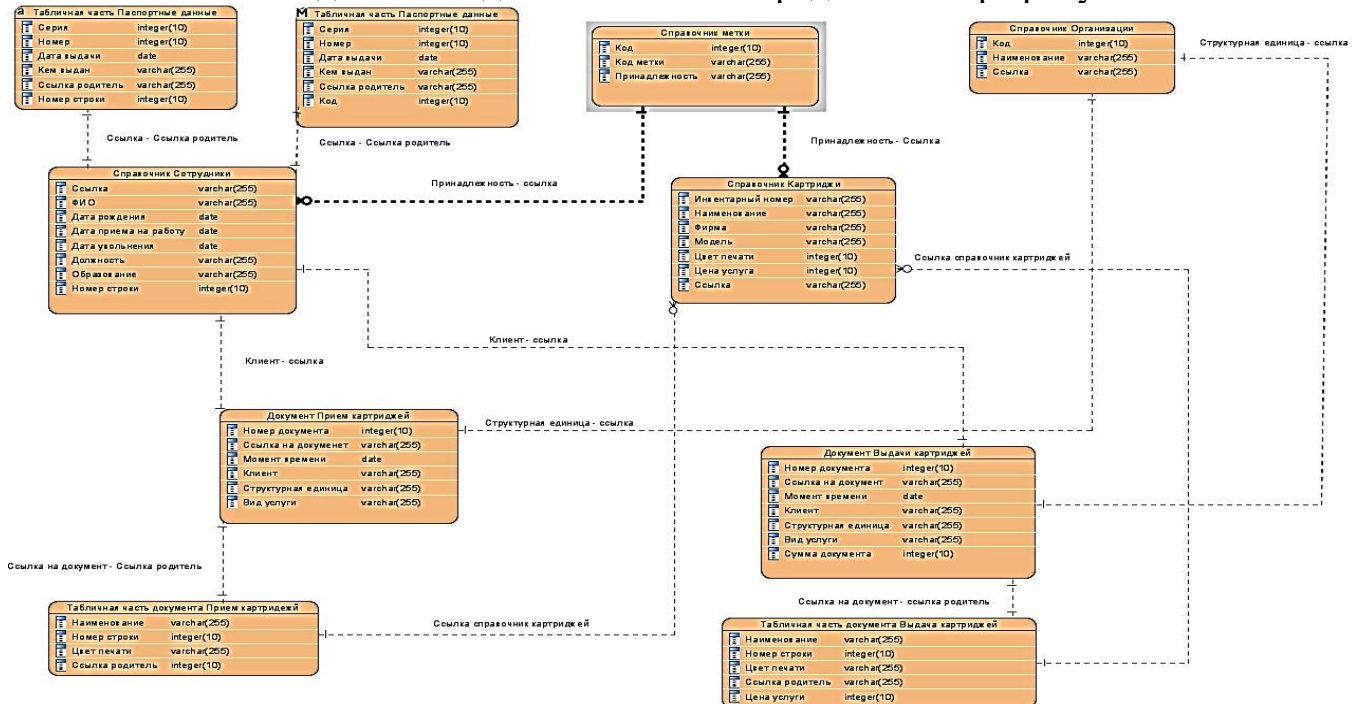 Табличная часть Паспортные данные
Серия integer(10)
Номер integer(10)
Дата выдачи date
Кем выдан varchar(255)
Ссылка родитель varchar(255)
Номер строки integer(10)
М Табличная часть Паспортные данные
Серия integer(10)
Номер integer(10)
Дата выдачи date
Кем выдан varchar(255)
Ссылка родитель varchar(255)
Код integer(10)
Справочник метки
Код integer(10)
Код метки varchar(255)
Принадлежность varchar(255)
Справочник Организации
Код integer(10)
Наименование varchar(255)
Ссылка varchar(255)
Структурная единица - ссылка
Ссылка - Ссылка родитель
Ссылка - Ссылка родитель
Принадлежность - Ссылка
Принадлежность - ссылка
Справочник Сотрудники
Ссылка varchar(255)
ФИО varchar(255)
Дата рождения date
Дата приема на работу date
Дата увольнения date
Должность varchar(255)
Образование varchar(255)
Номер строки integer(10)
Справочник Картриджи
Инвентарный номер varchar(255)
Наименование varchar(255)
Фирма varchar(255)
Модель varchar(255)
Цвет печати integer(10)
Цена услуга integer(10)
Ссылка varchar(255)
Ссылка справочник картриджей
Клиент - ссылка
Клиент - ссылка
Документ Прием картриджей
Номер документа integer(10)
Ссылка на документ varchar(255)
Момент времени date
Клиент varchar(255)
Структурная единица varchar(255)
Вид услуги varchar(255)
Структурная единица - ссылка
Документ Выдачи картриджей
Номер документа integer(10)
Ссылка на документ varchar(255)
Момент времени date
Клиент varchar(255)
Структурная единица varchar(255)
Вид услуги varchar(255)
Сумма документа integer(10)
Ссылка на документ - Ссылка родитель
Табличная часть документа Прием картридежй
Наименование varchar(255)
Номер строки integer(10)
Цвет печати varchar(255)
Ссылка родитель integer(10)
Ссылка справочник картриджей
Ссылка на документ - ссылка родитель
Табличная часть документа Выдача картриджей
Наименование varchar(255)
Номер строки integer(10)
Цвет печати varchar(255)
Ссылка родитель varchar(255)
Цена услуги integer(10)